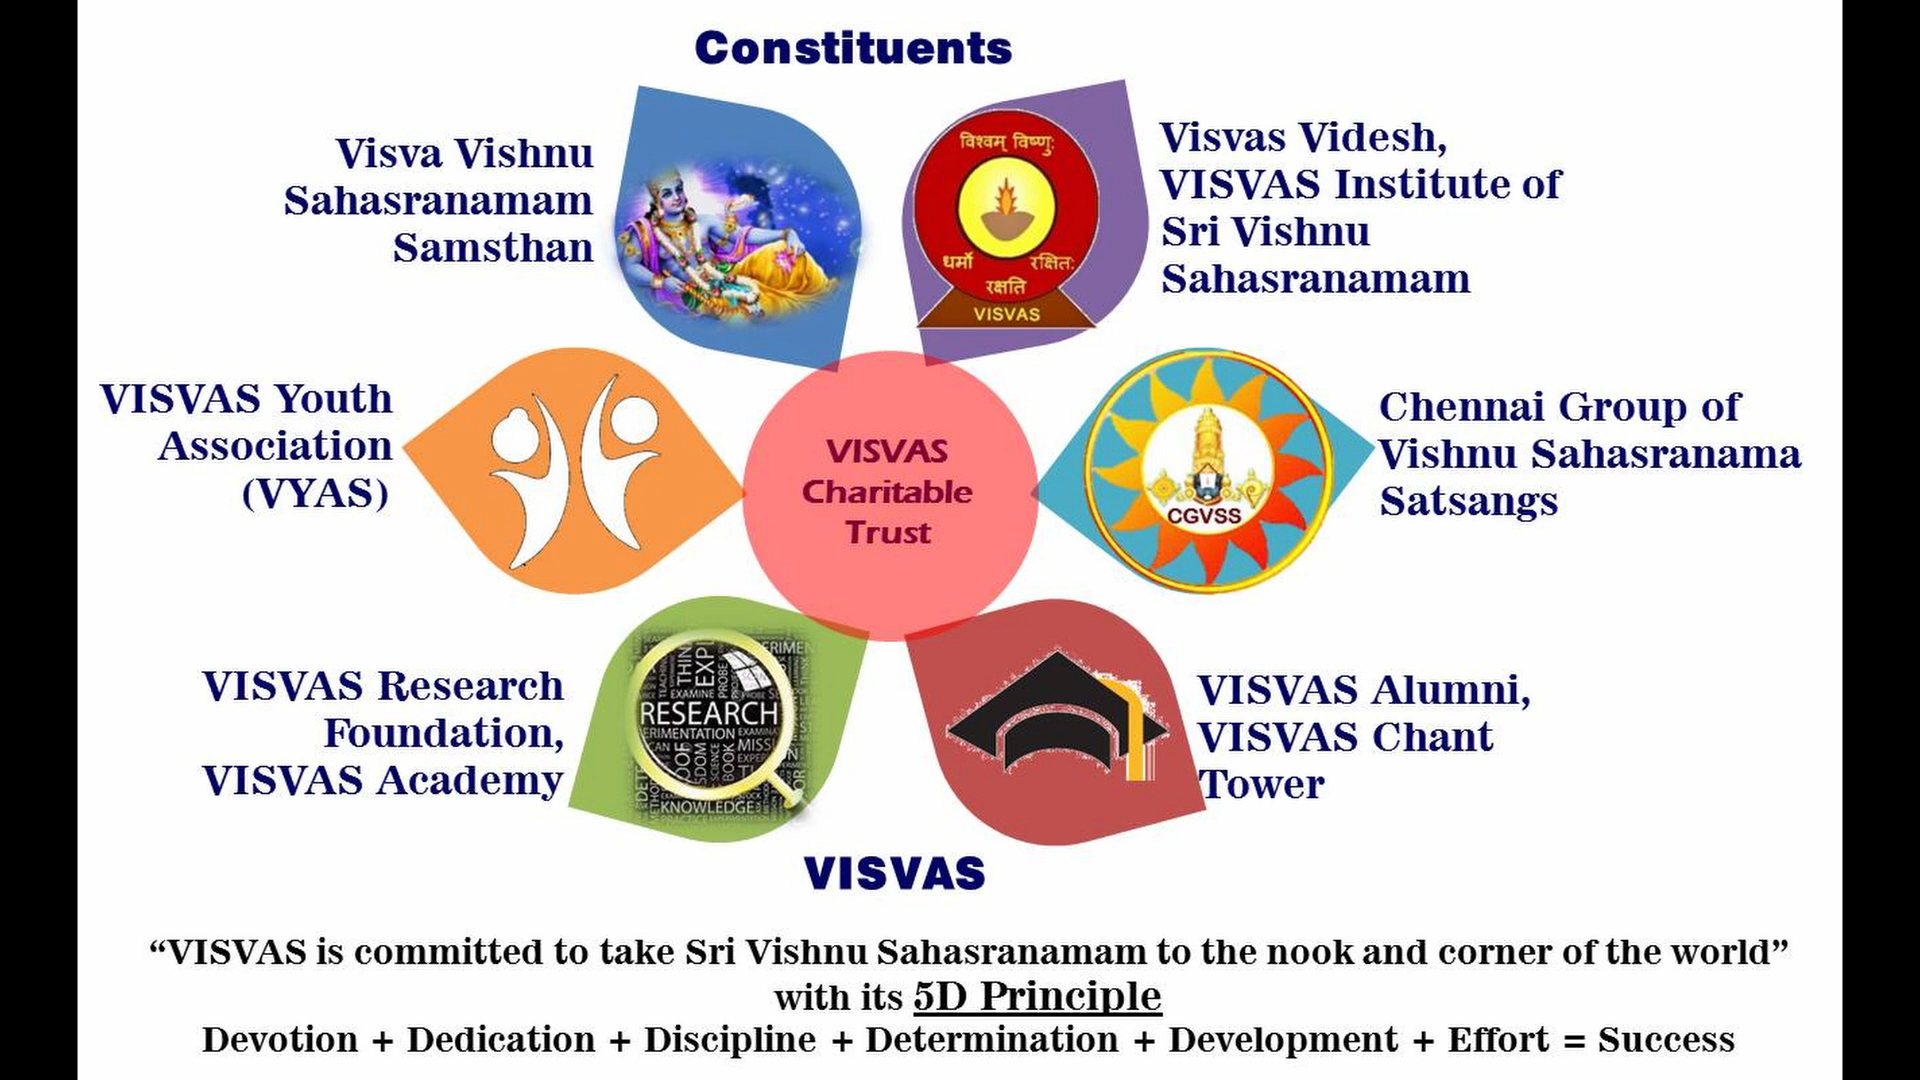 Constituents
Visva Vishnu
Sahasranamam
Samsthan
विश्वम् विष्णुः
धर्मो रक्षितः
रक्षति
VISVAS
Visvas Videsh,
VISVAS Institute of
Sri Vishnu
Sahasranamam
VISVAS Youth
Association
(VYAS)
VISVAS
Charitable
Trust
CGVSS
Chennai Group of
Vishnu Sahasranama
Satsangs
VISVAS Research
Foundation,
VISVAS Academy
EXAMINE
RESEARCH
KNOWLEDGE
VISVAS Alumni,
VISVAS Chant
Tower
VISVAS
“VISVAS is committed to take Sri Vishnu Sahasranamam to the nook and corner of the world”
with its 5D Principle
Devotion + Dedication + Discipline + Determination + Development + Effort = Success